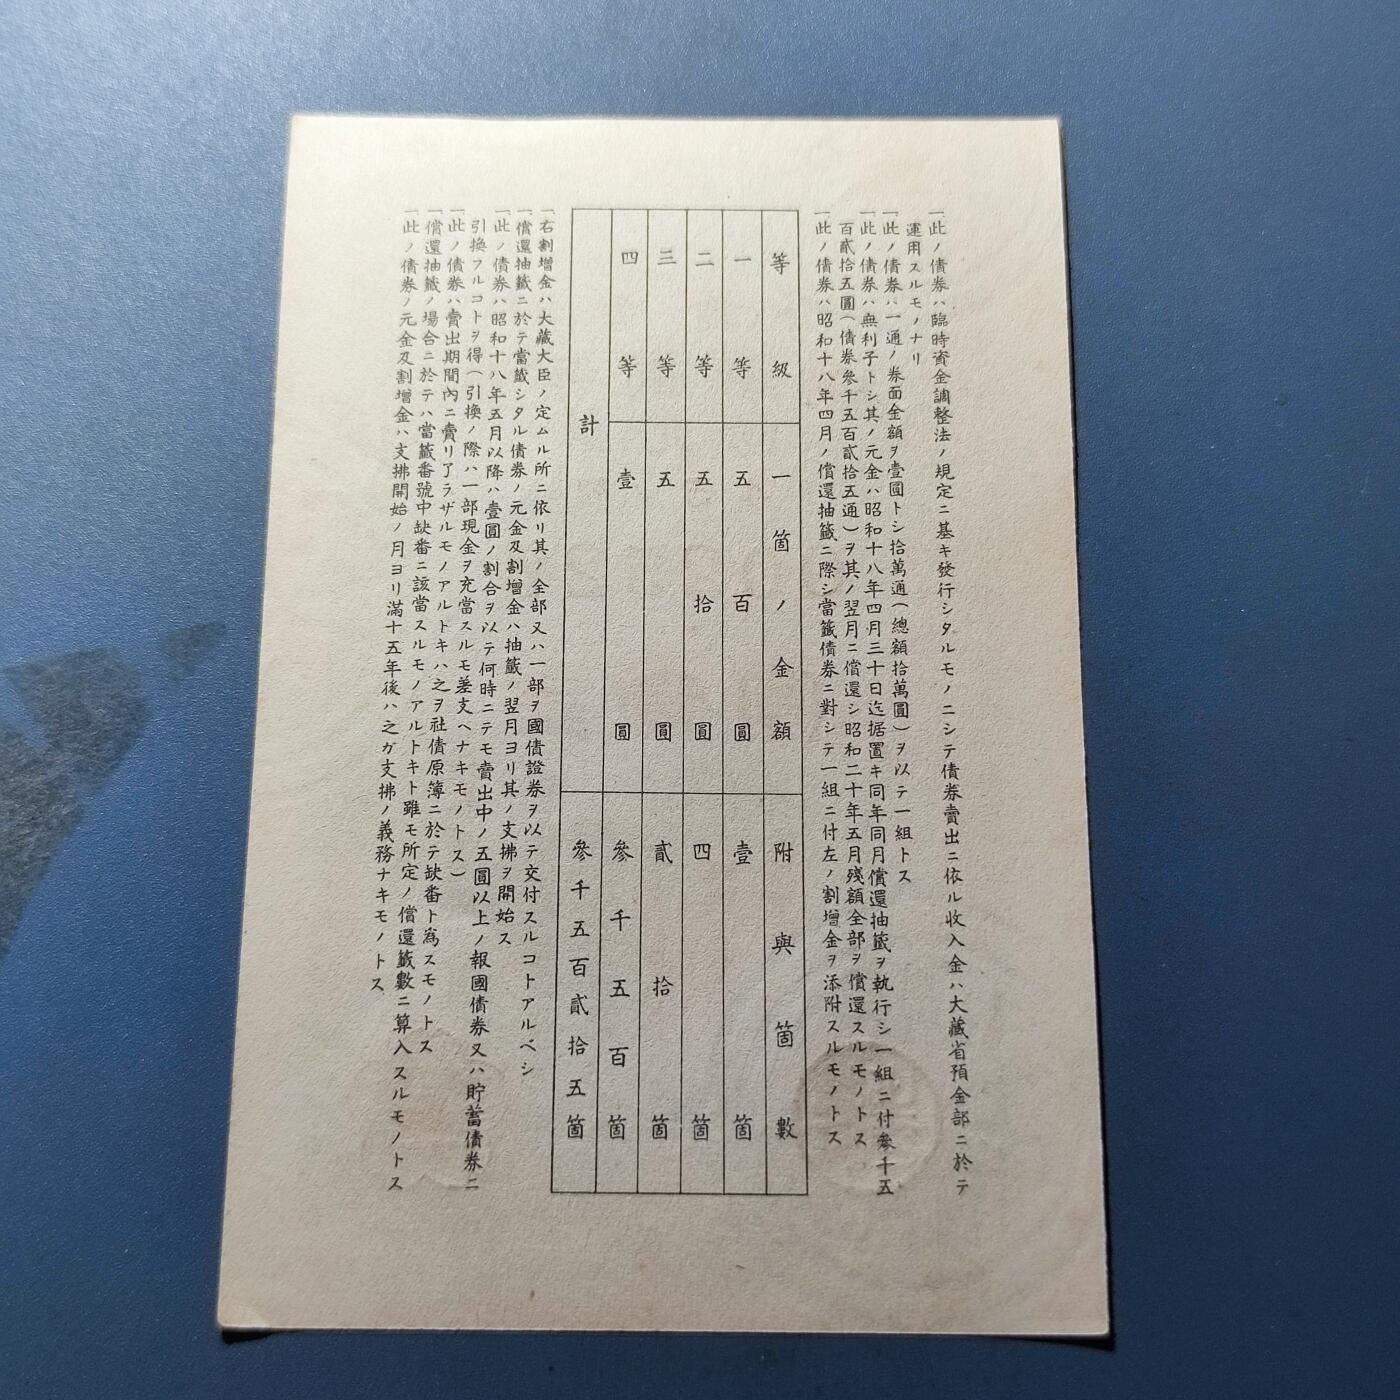 一此ノ債券ハ臨時資金調整法ノ規定ニ基キ發行シタルモノニシテ債券賣出ニ依ル收入金ハ大藏省預金部ニ於テ
運用スルモノナリ
一此ノ債券ハ一通ノ券面金額ヲ壹圓トシ拾萬通(總額拾萬圓)ヲ以テ一組トス
一此ノ債券ハ無利子トシ其ノ元金ハ昭和十八年四月三十日迄据置キ同年同月償還抽籤ヲ執行シ一組ニ付參千五
百貳拾五圓(債券參千五百貳拾五通)ヲ其ノ翌月ニ償還シ昭和二十年五月殘額全部ヲ償還スルモノトス
一此ノ債券ハ昭和十八年四月ノ償還抽籤ニ際シ當籤債券ニ對シテ一組ニ付左ノ割增金ヲ添附スルモノトス
等級 一箇ノ金額 附與箇數
一等 五百圓 壹箇
二等 五拾圓 四箇
三等 五圓 貳拾箇
四等 壹圓 參千五百箇
計 參千五百貳拾五箇
一右割增金ハ大藏大臣ノ定ムル所ニ依リ其ノ全部又ハ一部ヲ國債證券ヲ以テ交付スルコトアルベシ
一償還抽籤ニ於テ當籤シタル債券ノ元金及割增金ハ抽籤ノ翌月ヨリ其ノ支拂ヲ開始ス
一此ノ債券ハ昭和十八年五月以降ハ壹圓ノ割合ヲ以テ何時ニテモ賣出中ノ五圓以上ノ報國債券又ハ貯蓄債券ニ
引換フルコトヲ得(引換ノ際ハ一部現金ヲ充當スルモ差支ヘナキモノトス)
一此ノ債券ハ賣出期間內ニ賣リ了ラザルモノアルトキハ之ヲ社債原簿ニ於テ缺番ト爲スモノトス
一償還抽籤ノ場合ニ於テハ當籤番號中缺番ニ該當スルモノアルトキト雖モ所定ノ償還籤數ニ算入スルモノトス
一此ノ債券ノ元金及割增金ハ支拂開始ノ月ヨリ滿十五年後ハ之ガ支拂ノ義務ナキモノトス